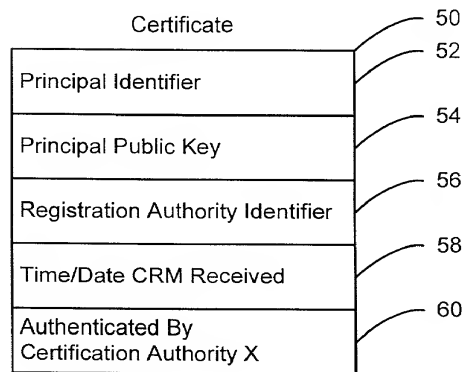 Certificate
50
52
Principal Identifier
54
Principal Public Key
56
Registration Authority Identifier
58
Time/Date CRM Received
60
Authenticated By
Certification Authority X